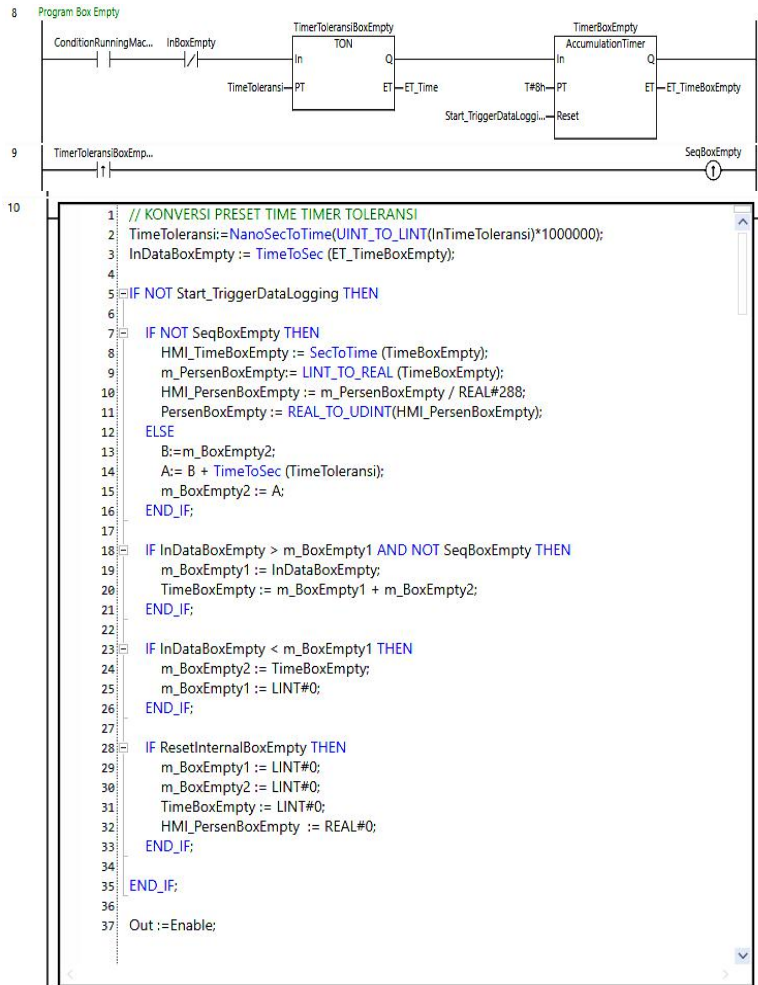 8 Program Box Empty
TimerToleransiBoxEmpty TimerBoxEmpty
ConditionRunningMac... InBoxEmpty TON AccumulationTimer
In Q In Q
TimeToleransi PT ET ET_Time T#8h PT ET ET_TimeBoxEmpty
Start_TriggerDataLoggi... Reset
9 TimerToleransiBoxEmp... SeqBoxEmpty
10
1 // KONVERSI PRESET TIME TIMER TOLERANSI
2 TimeToleransi:=NanoSecToTime(UINT_TO_LINT(InTimeToleransi)*1000000);
3 InDataBoxEmpty := TimeToSec (ET_TimeBoxEmpty);
4
5 IF NOT Start_TriggerDataLogging THEN
6
7 IF NOT SeqBoxEmpty THEN
8 HMI_TimeBoxEmpty := SecToTime (TimeBoxEmpty);
9 m_PersenBoxEmpty:= LINT_TO_REAL (TimeBoxEmpty);
10 HMI_PersenBoxEmpty := m_PersenBoxEmpty / REAL#288;
11 PersenBoxEmpty := REAL_TO_UDINT(HMI_PersenBoxEmpty);
12 ELSE
13 B:=m_BoxEmpty2;
14 A:= B + TimeToSec (TimeToleransi);
15 m_BoxEmpty2 := A;
16 END_IF;
17
18 IF InDataBoxEmpty > m_BoxEmpty1 AND NOT SeqBoxEmpty THEN
19 m_BoxEmpty1 := InDataBoxEmpty;
20 TimeBoxEmpty := m_BoxEmpty1 + m_BoxEmpty2;
21 END_IF;
22
23 IF InDataBoxEmpty < m_BoxEmpty1 THEN
24 m_BoxEmpty2 := TimeBoxEmpty;
25 m_BoxEmpty1 := LINT#0;
26 END_IF;
27
28 IF ResetInternalBoxEmpty THEN
29 m_BoxEmpty1 := LINT#0;
30 m_BoxEmpty2 := LINT#0;
31 TimeBoxEmpty := LINT#0;
32 HMI_PersenBoxEmpty := REAL#0;
33 END_IF;
34
35 END_IF;
36
37 Out :=Enable;